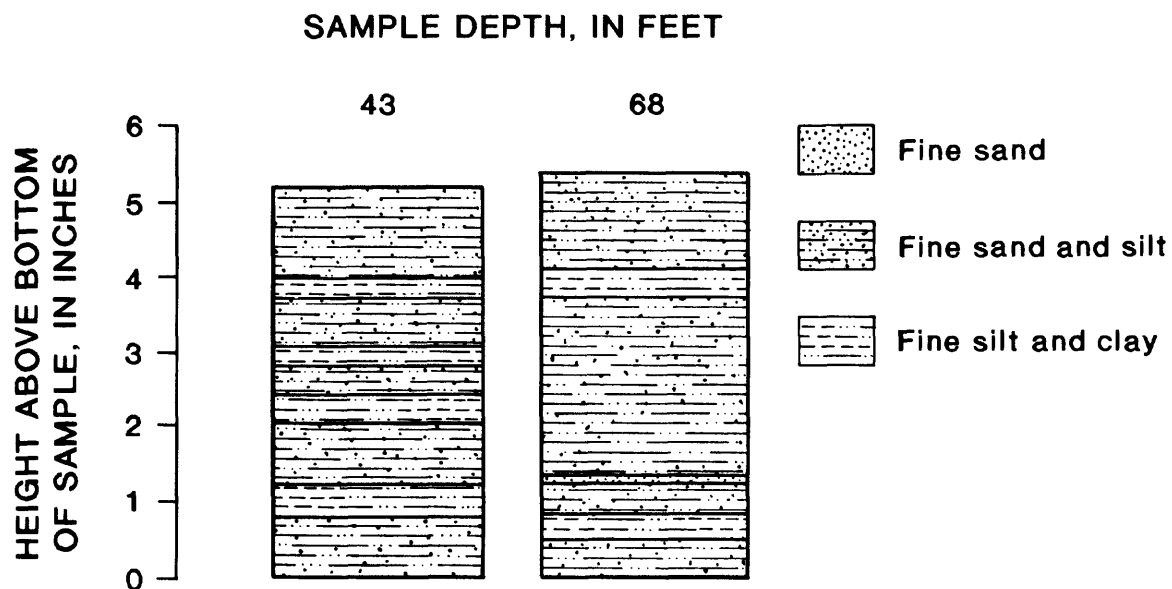 SAMPLE DEPTH, IN FEET
43
68
HEIGHT ABOVE BOTTOM
OF SAMPLE, IN INCHES
6
5
4
3
2
1
0
Fine sand
Fine sand and silt
Fine silt and clay